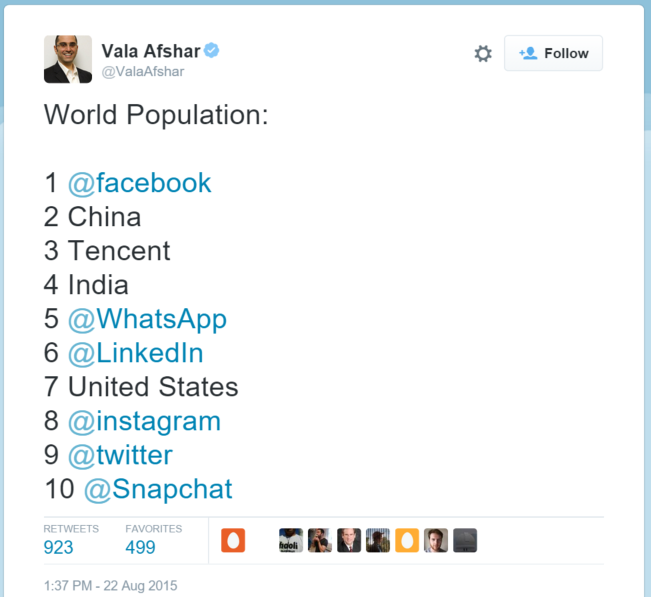 Vala Afshar
@ValaAfshar
Follow
World Population:
1 @facebook
2 China
3 Tencent
4 India
5 @WhatsApp
6 @LinkedIn
7 United States
8 @instagram
9 @twitter
10 @Snapchat
RETWEETS FAVORITES
923 499
hooli
1:37 PM - 22 Aug 2015